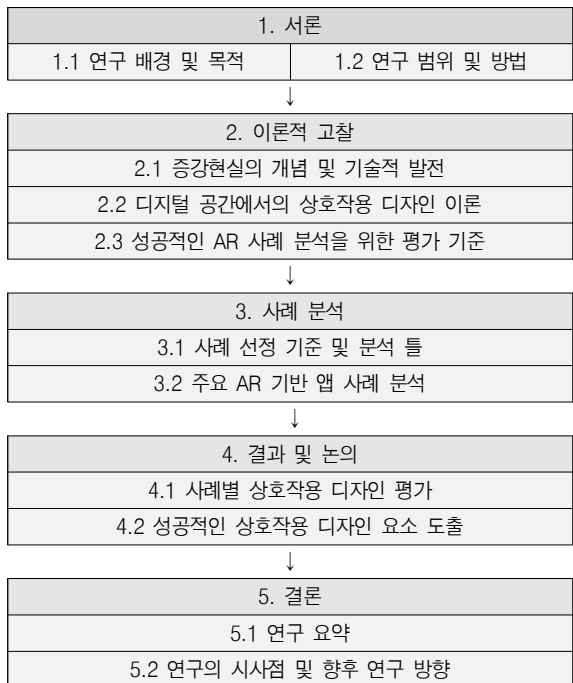 1. 서론
1.1 연구 배경 및 목적 1.2 연구 범위 및 방법
↓
2. 이론적 고찰
2.1 증강현실의 개념 및 기술적 발전
2.2 디지털 공간에서의 상호작용 디자인 이론
2.3 성공적인 AR 사례 분석을 위한 평가 기준
↓
3. 사례 분석
3.1 사례 선정 기준 및 분석 틀
3.2 주요 AR 기반 앱 사례 분석
↓
4. 결과 및 논의
4.1 사례별 상호작용 디자인 평가
4.2 성공적인 상호작용 디자인 요소 도출
↓
5. 결론
5.1 연구 요약
5.2 연구의 시사점 및 향후 연구 방향